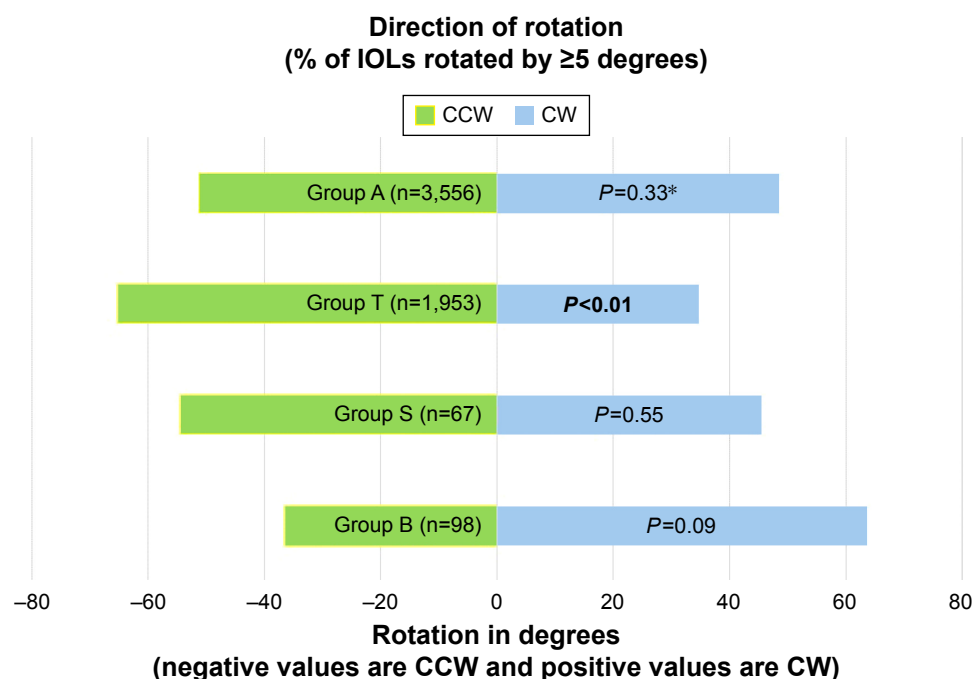 Direction of rotation
(% of IOLs rotated by ≥5 degrees)
CCW CW
Group A (n=3,556) P=0.33*
Group T (n=1,953) P<0.01
Group S (n=67) P=0.55
Group B (n=98) P=0.09
–80 –60 –40 –20 0 20 40 60 80
Rotation in degrees
(negative values are CCW and positive values are CW)